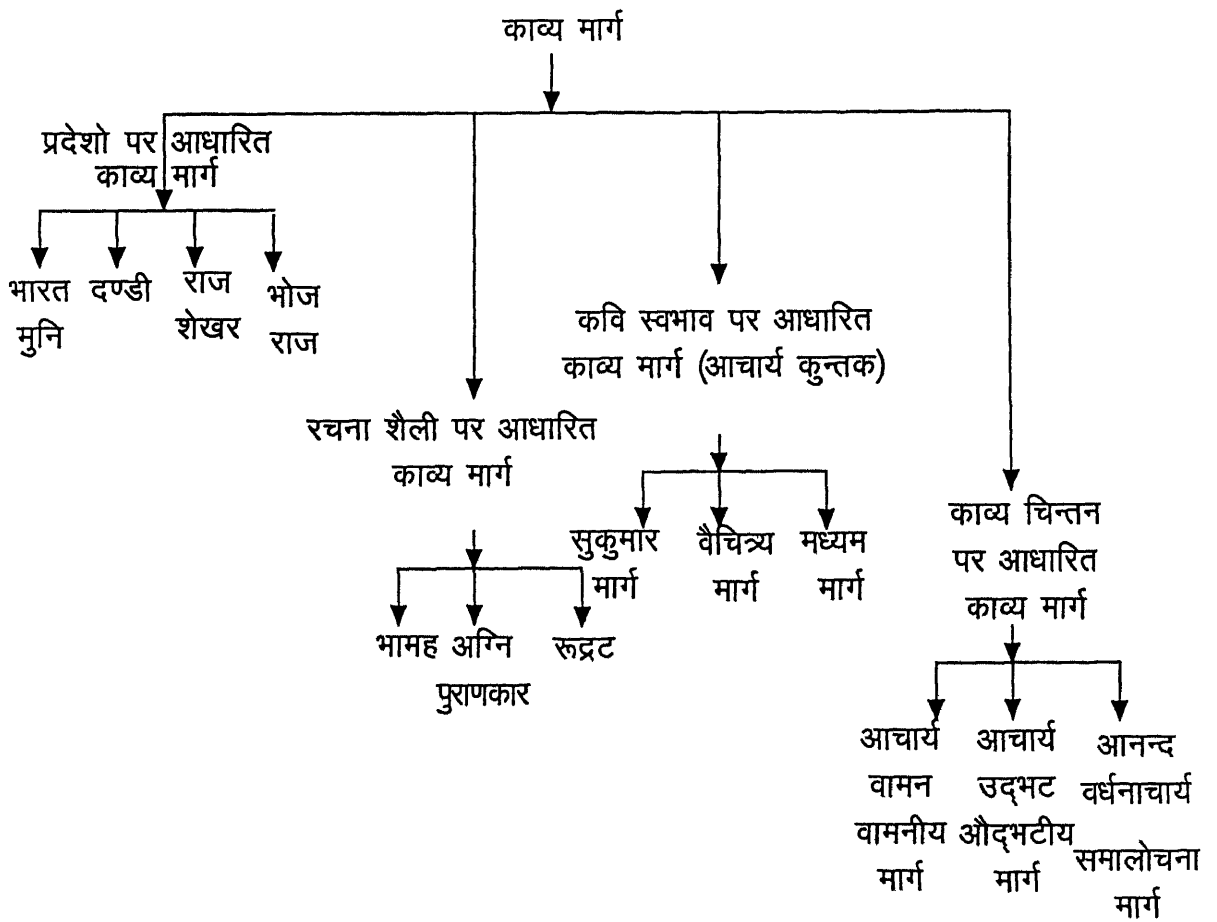 काव्य मार्ग
प्रदेशो पर आधारित
काव्य मार्ग
भारत
मुनि
दण्डी
राज
शेखर
भोज
राज
रचना शैली पर आधारित
काव्य मार्ग
भामह
अग्नि
पुराणकार
रूद्रट
कवि स्वभाव पर आधारित
काव्य मार्ग (आचार्य कुन्तक)
सुकुमार
मार्ग
वैचित्र्य
मार्ग
मध्यम
मार्ग
काव्य चिन्तन
पर आधारित
काव्य मार्ग
आचार्य
वामन
वामनीय
मार्ग
आचार्य
उद्‌भट
औद्‌भटीय
मार्ग
आनन्द
वर्धनाचार्य
समालोचना
मार्ग